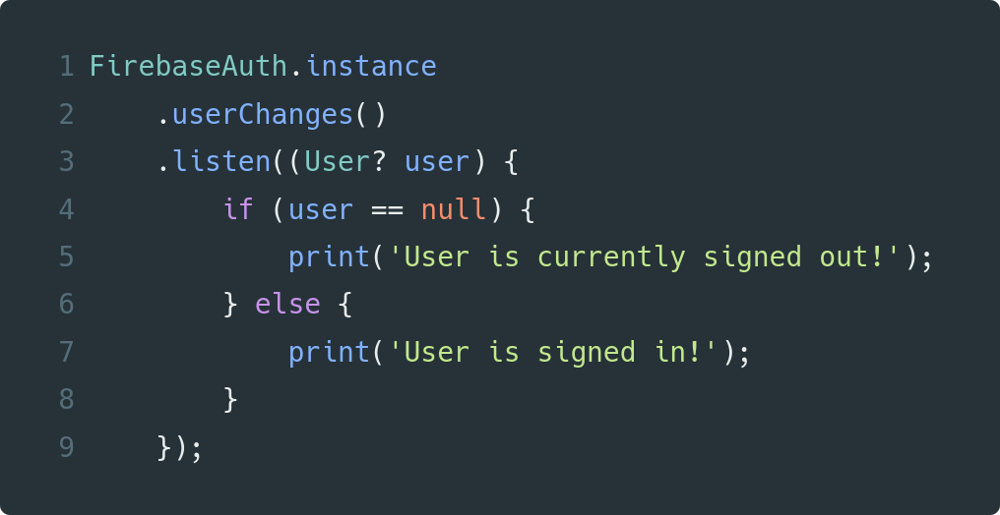 1 FirebaseAuth.instance
2     .userChanges()
3     .listen((User? user) {
4         if (user == null) {
5             print('User is currently signed out!');
6         } else {
7             print('User is signed in!');
8         }
9     });